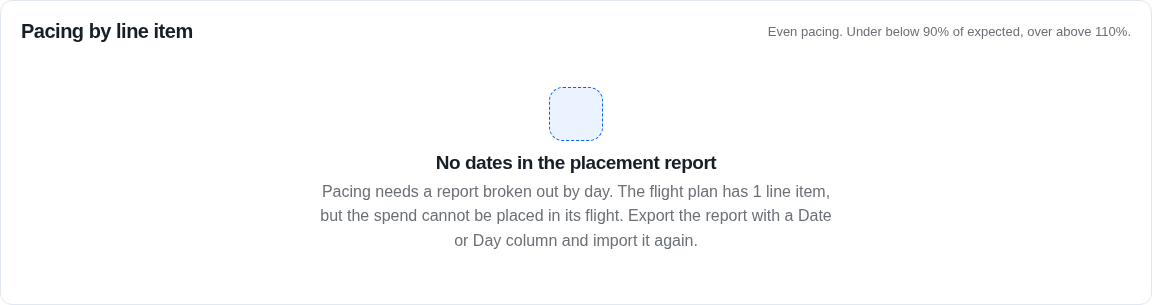 Pacing by line item
Even pacing. Under below 90% of expected, over above 110%.
No dates in the placement report
Pacing needs a report broken out by day. The flight plan has 1 line item,
but the spend cannot be placed in its flight. Export the report with a Date
or Day column and import it again.